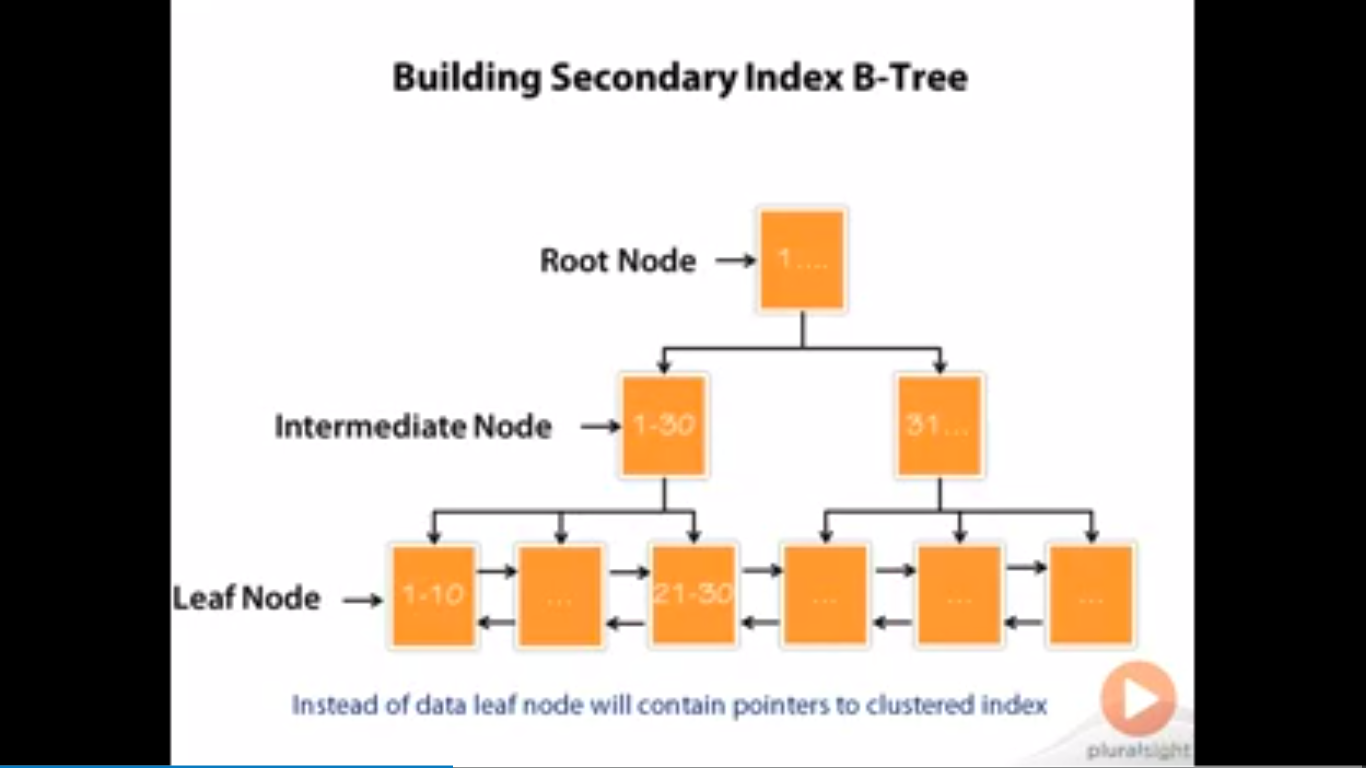 Building Secondary Index B-Tree
Root Node
1....
Intermediate Node
1-30
31...
Leaf Node
1-10
...
21-30
...
...
...
Instead of data leaf node will contain pointers to clustered index
pluralsight